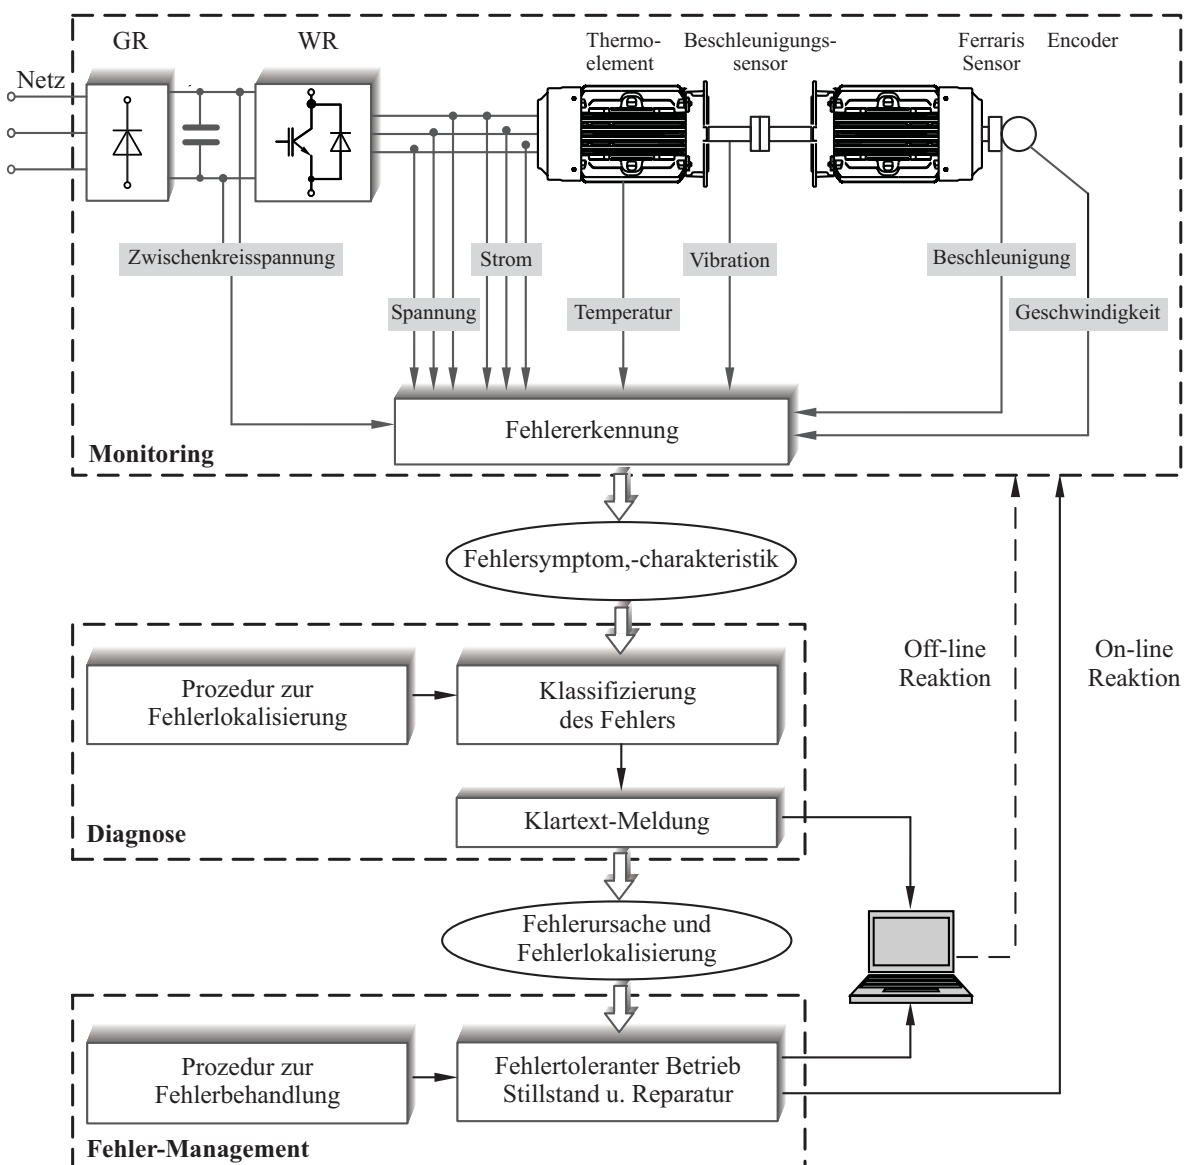 GR
WR
Thermo-
element
Beschleunigungs-
sensor
Ferraris
Sensor
Encoder
Netz
Zwischenkreisspannung
Strom
Vibration
Beschleunigung
Spannung
Temperatur
Geschwindigkeit
Fehlererkennung
Monitoring
Fehlersymptom,-charakteristik
Off-line
Reaktion
On-line
Reaktion
Prozedur zur
Fehlerlokalisierung
Klassifizierung
des Fehlers
Klartext-Meldung
Diagnose
Fehlerursache und
Fehlerlokalisierung
Prozedur zur
Fehlerbehandlung
Fehlertoleranter Betrieb
Stillstand u. Reparatur
Fehler-Management